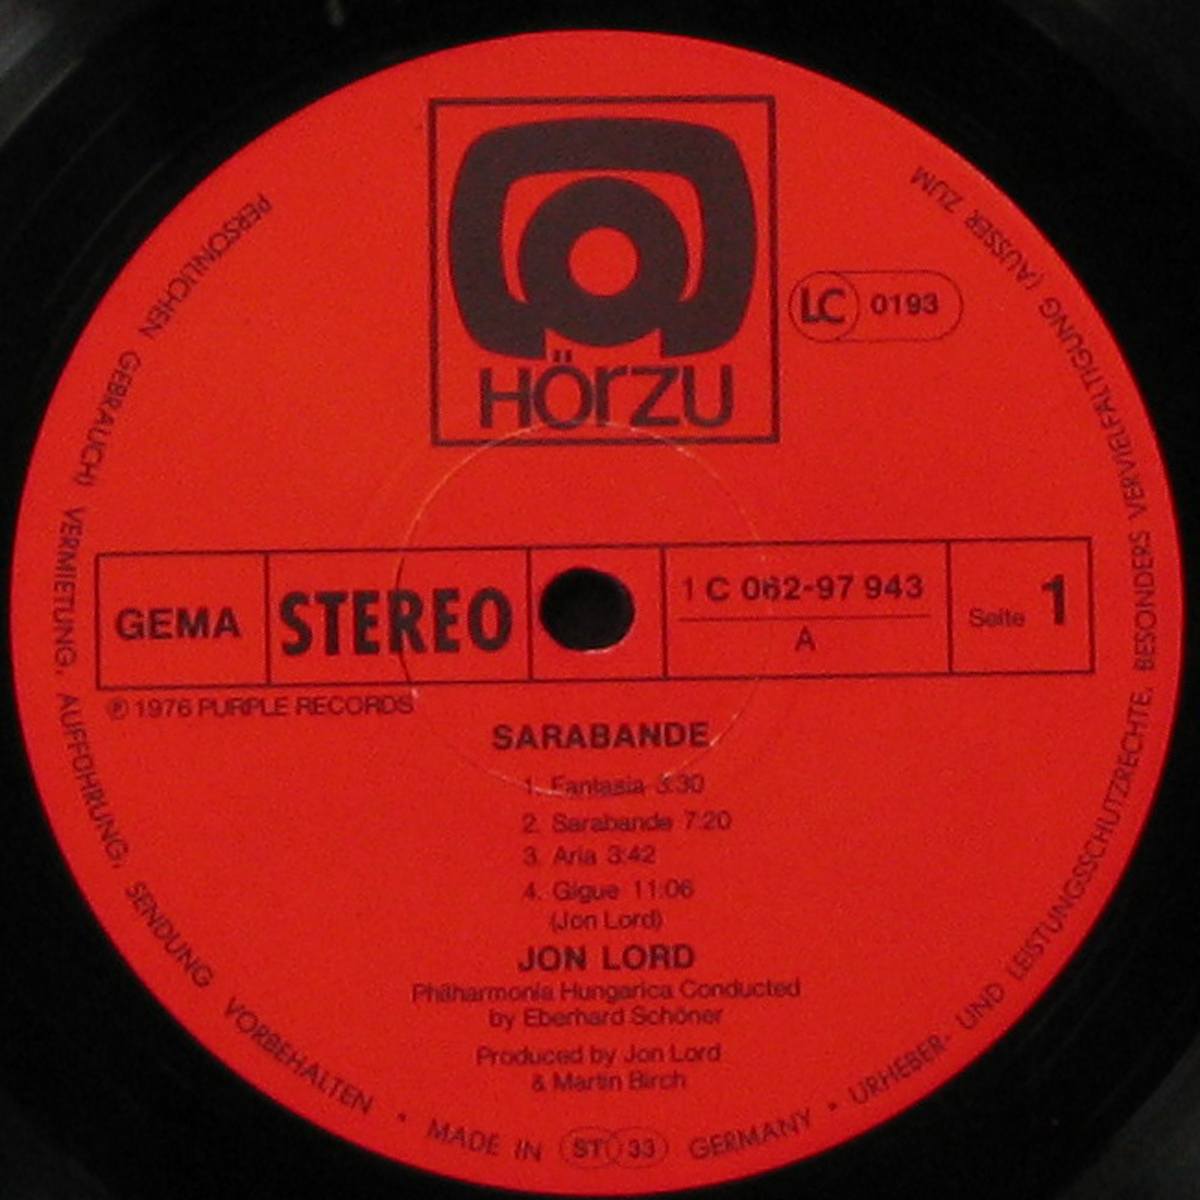 HÖRZU
LC 0193
GEMA
STEREO
1 C 062-97 943
A
Seite 1
℗ 1976 PURPLE RECORDS
SARABANDE
1. Fantasia 3:30
2. Sarabande 7:20
3. Aria 3:42
4. Gigue 11:06
(Jon Lord)
JON LORD
Philharmonia Hungarica Conducted
by Eberhard Schöner
Produced by Jon Lord
& Martin Birch
MADE IN ST 33 GERMANY • URHEBER- UND LEISTUNGSSCHUTZRECHTE, BESONDERS VERVIELFÄLTIGUNG (AUSSER ZUM
PERSÖNLICHEN GEBRAUCH) VERMIETUNG, AUFFÜHRUNG, SENDUNG VORBEHALTEN •